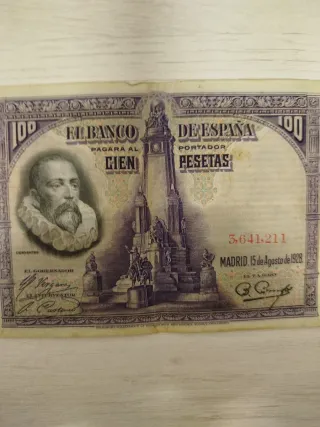 100 EL BANCO DE ESPAÑA 100
PAGARÁ AL PORTADOR
CIEN PESETAS
3,641,211
MADRID, 15 de Agosto de 1928
EL GOBERNADOR